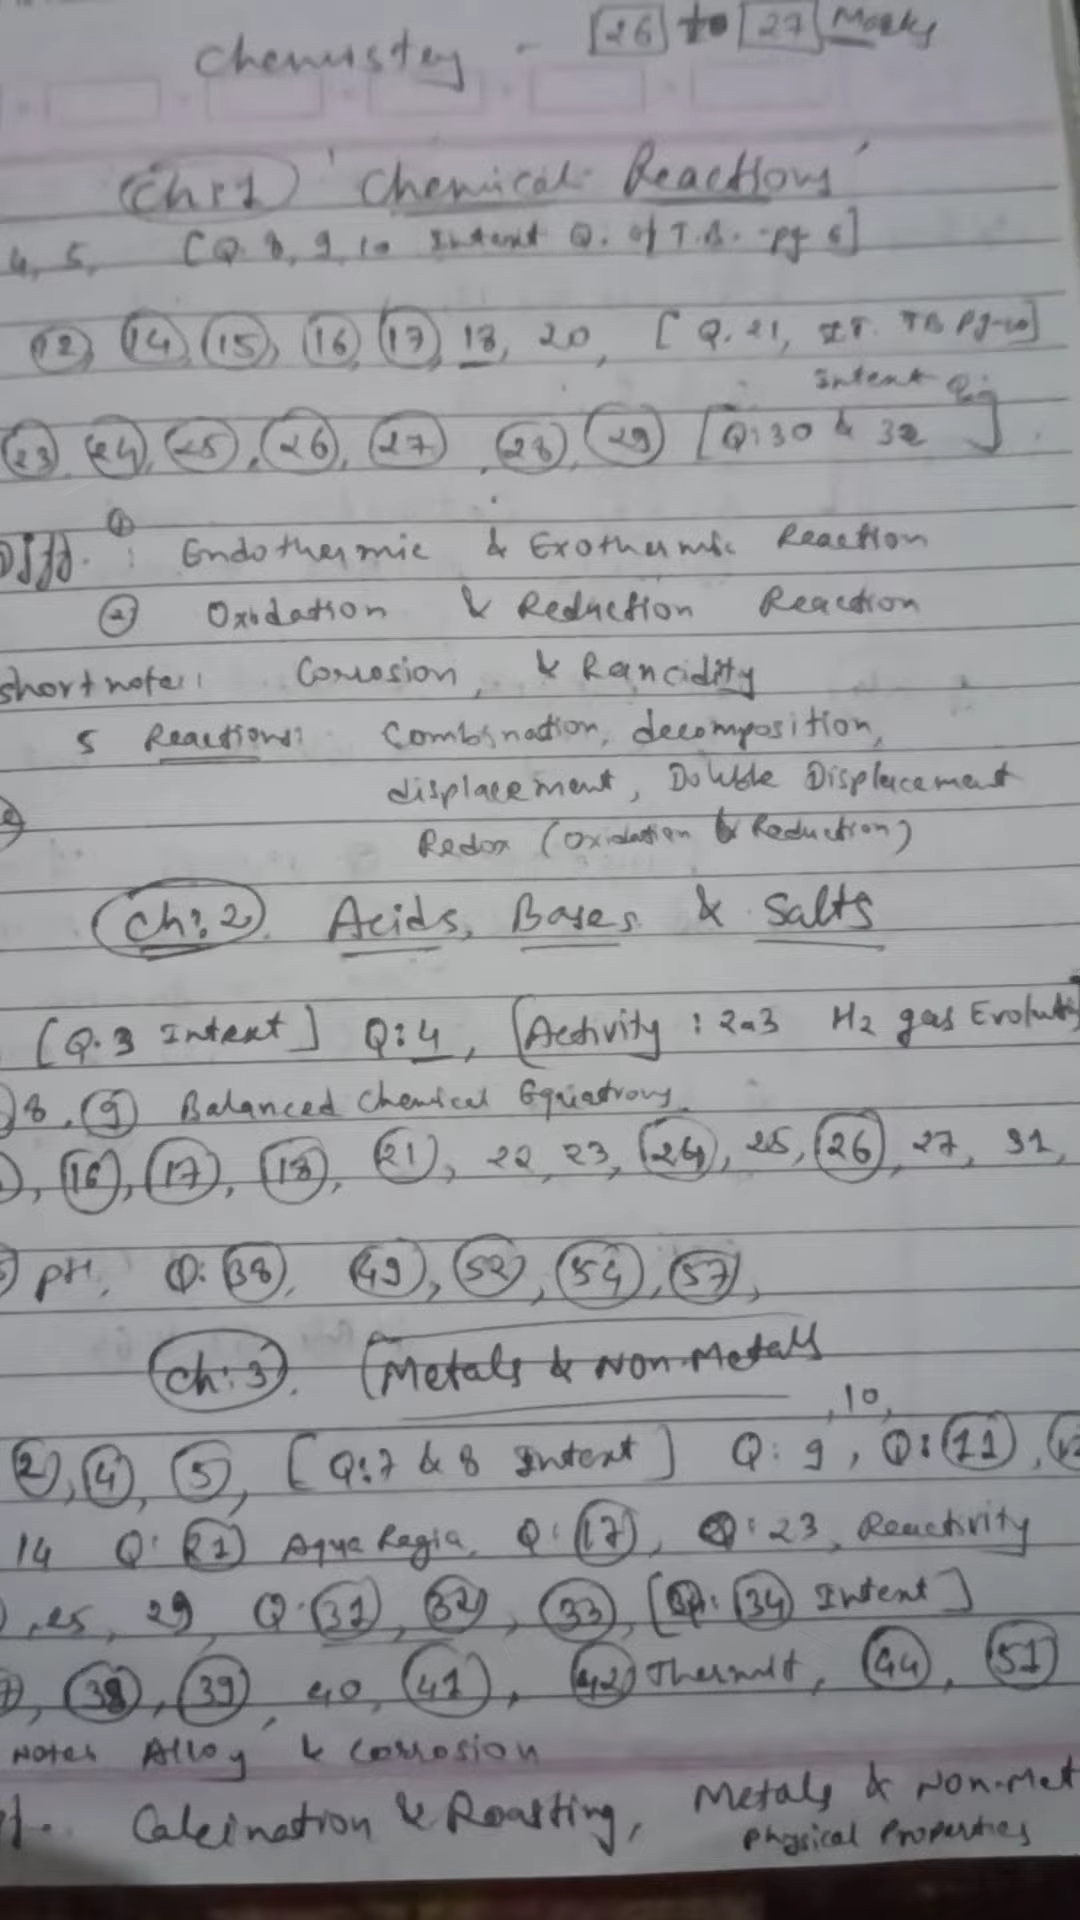 Chemistry - 26 to 27 Marks
Ch:1 'Chemical Reactions'
4, 5, [Q. 8, 9, 10 Intext Q. of T.B. - pg 6]
12, 14, 15, 16, 17, 18, 20, [Q. 21, I.T. TB pg-10]
Intext Q:
23, 24, 25, 26, 27, 28, 29 [Q:30 & 32]
Diff. : ① Endothermic & Exothermic Reaction
② Oxidation & Reduction Reaction
short note: Corrosion, & Rancidity
5 Reactions: Combination, decomposition,
displacement, Double Displacement
Redox (Oxidation & Reduction)
Ch:2. Acids, Bases & Salts
[Q.3 Intext] Q:4, [Activity : 2.3 H2 gas
8, 9 Balanced Chemical Equations.
16, 17, 18, 21, 22, 23, 24, 25, 26, 27, 31,
pH, Q: 38, 49, 52, 54, 57,
Ch:3. Metals & Non-Metals
2, 4, 5, [Q:7 & 8 Intext] Q: 9, 10, Q: 11,
14 Q: 21 Aqua Regia, Q: 17, Q: 23, Reactivity
, 25, 29, Q: 31, 32, 33, [Q: 34 Intext]
38, 39, 40, 41, 42 Thermit, 44, 51
Notes Alloy & Corrosion
Calcination & Roasting, Metals & Non-Met
Physical Properties